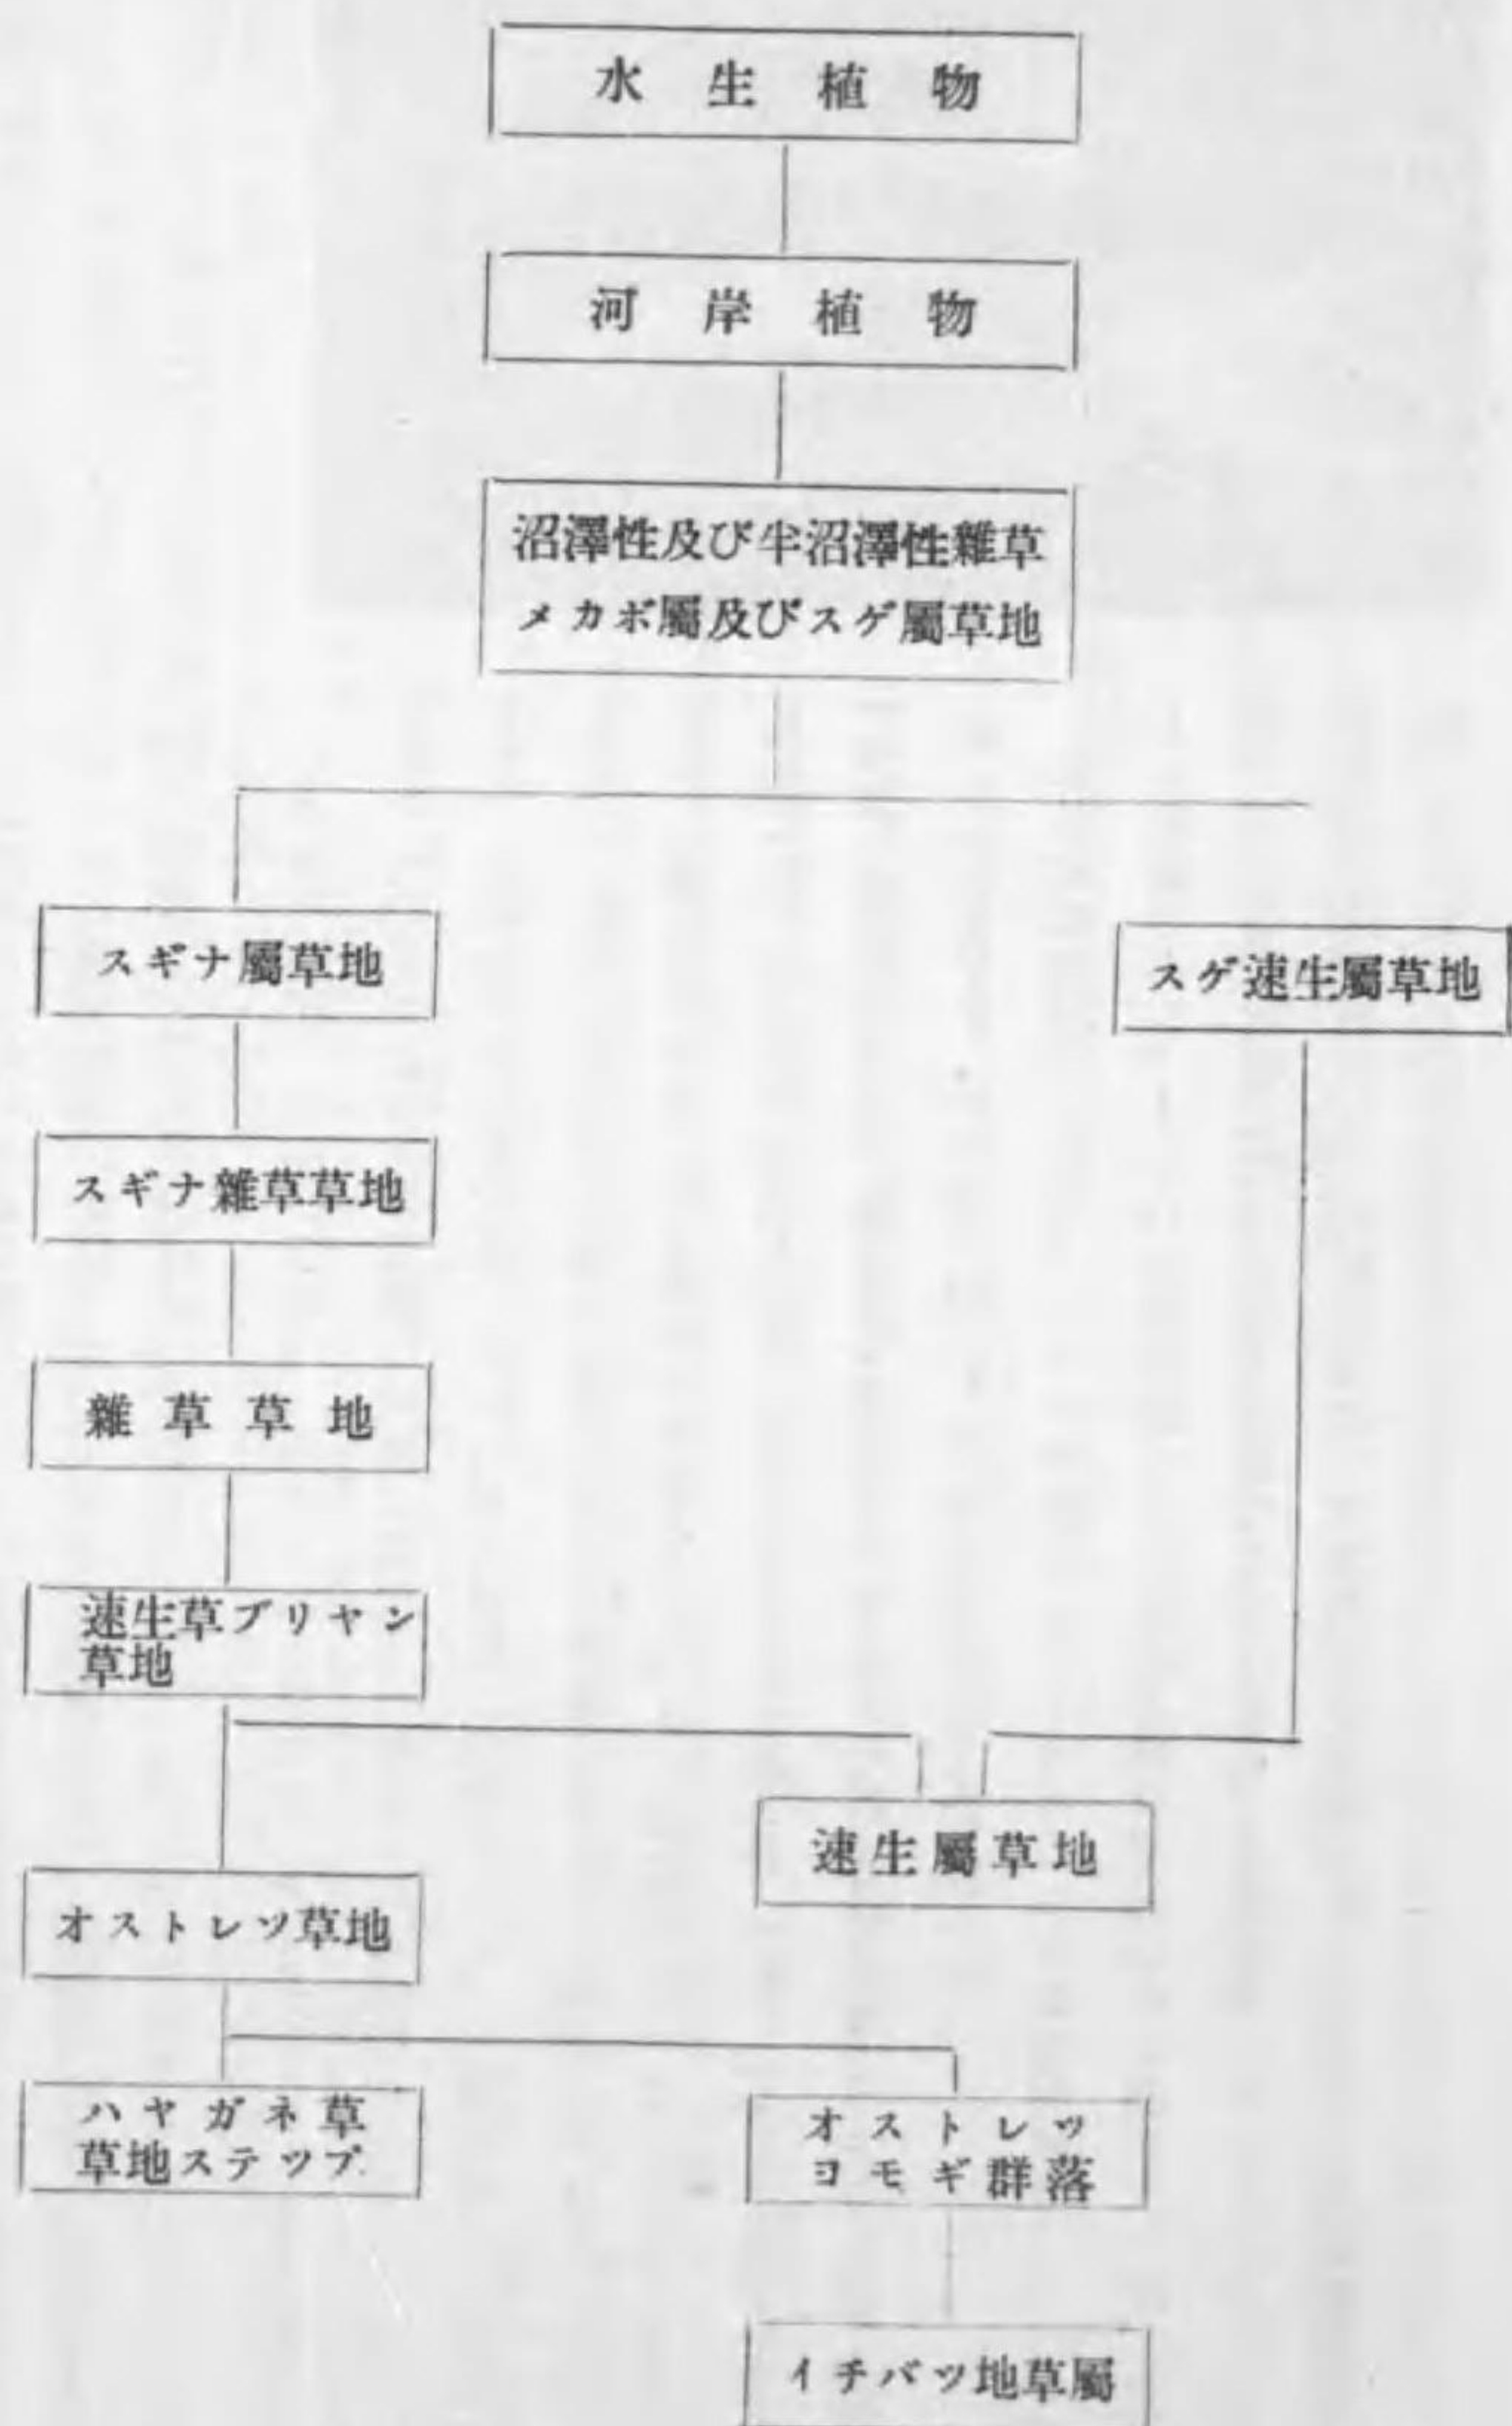 水生植物
河岸植物
沼澤性及び半沼澤性雜草
メカボ屬及びスゲ屬草地
スギナ屬草地
スゲ速生屬草地
スギナ雜草草地
雜草草地
速生草ブリヤン
草地
速生屬草地
オストレツ草地
ハヤガネ草
草地ステツプ
オストレツ
ヨモギ群落
イチバツ地草屬